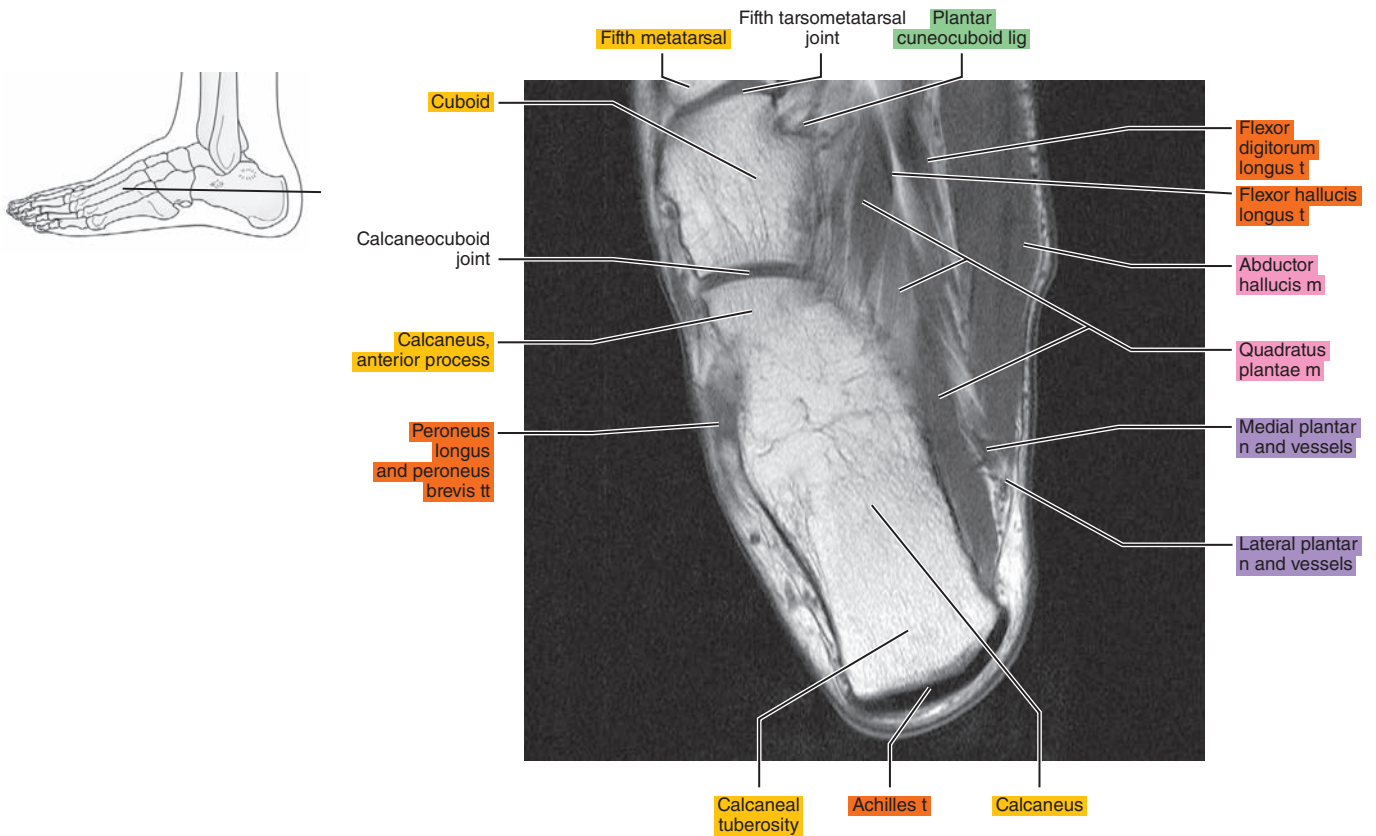 Fifth tarsometatarsal
joint
Plantar
cuneocuboid lig
Fifth metatarsal
Cuboid
Calcaneocuboid
joint
Calcaneus,
anterior process
Peroneus
longus
and peroneus
brevis tt
Flexor
digitorum
longus t
Flexor hallucis
longus t
Abductor
hallucis m
Quadratus
plantae m
Medial plantar
n and vessels
Lateral plantar
n and vessels
Calcaneal
tuberosity
Achilles t
Calcaneus